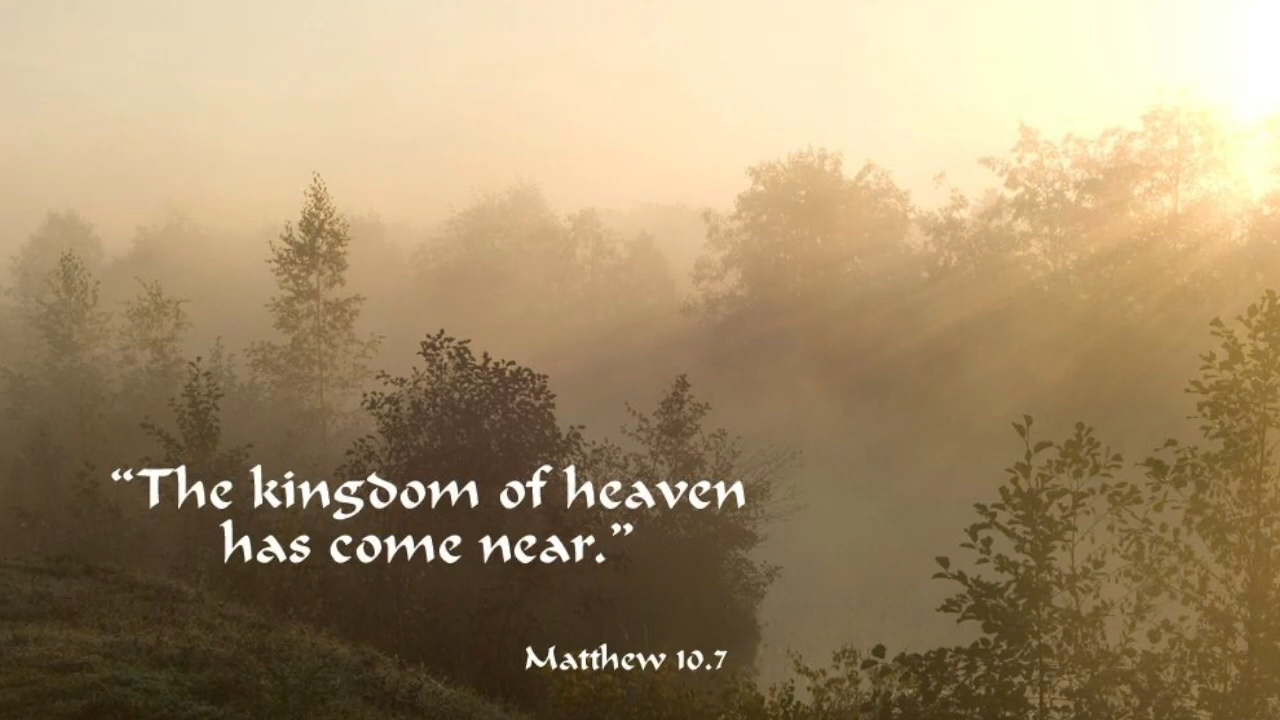 “The kingdom of heaven
has come near.”
Matthew 10.7